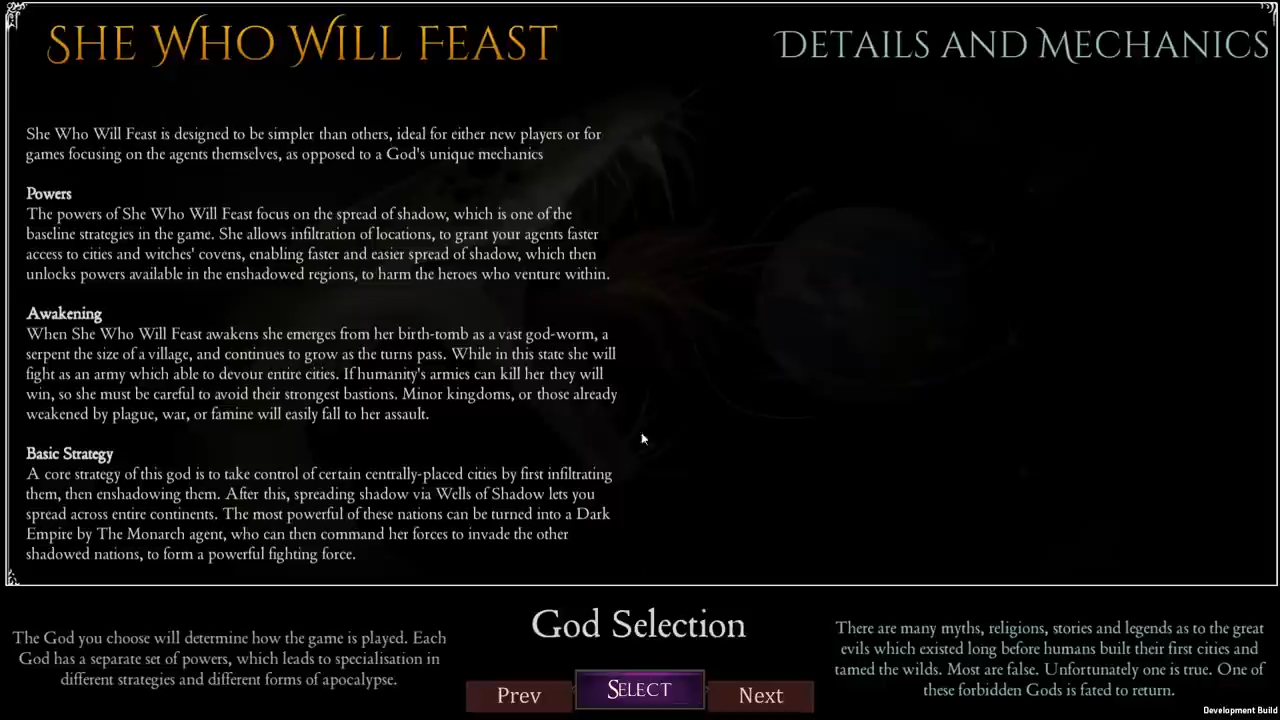 She Who Will Feast
Details and Mechanics
She Who Will Feast is designed to be simpler than others, ideal for either new players or for
games focusing on the agents themselves, as opposed to a God's unique mechanics
Powers
The powers of She Who Will Feast focus on the spread of shadow, which is one of the
baseline strategies in the game. She allows infiltration of locations, to grant your agents faster
access to cities and witches' covens, enabling faster and easier spread of shadow, which then
unlocks powers available in the enshadowed regions, to harm the heroes who venture within.
Awakening
When She Who Will Feast awakens she emerges from her birth-tomb as a vast god-worm, a
serpent the size of a village, and continues to grow as the turns pass. While in this state she will
fight as an army which able to devour entire cities. If humanity's armies can kill her they will
win, so she must be careful to avoid their strongest bastions. Minor kingdoms, or those already
weakened by plague, war, or famine will easily fall to her assault.
Basic Strategy
A core strategy of this god is to take control of certain centrally-placed cities by first infiltrating
them, then enshadowing them. After this, spreading shadow via Wells of Shadow lets you
spread across entire continents. The most powerful of these nations can be turned into a Dark
Empire by The Monarch agent, who can then command her forces to invade the other
shadowed nations, to form a powerful fighting force.
The God you choose will determine how the game is played. Each
God has a separate set of powers, which leads to specialisation in
different strategies and different forms of apocalypse.
God Selection
Prev
Select
Next
There are many myths, religions, stories and legends as to the great
evils which existed long before humans built their first cities and
tamed the wilds. Most are false. Unfortunately one is true. One of
these forbidden Gods is fated to return.
Development Build